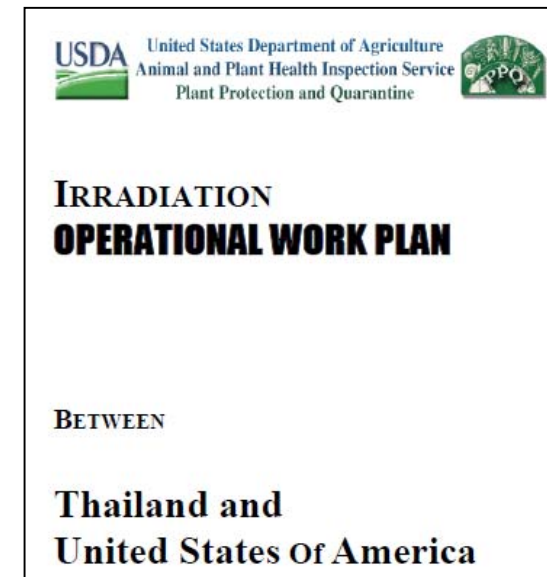 USDA
United States Department of Agriculture
Animal and Plant Health Inspection Service
Plant Protection and Quarantine
PPQ
IRRADIATION
OPERATIONAL WORK PLAN
BETWEEN
Thailand and
United States Of America